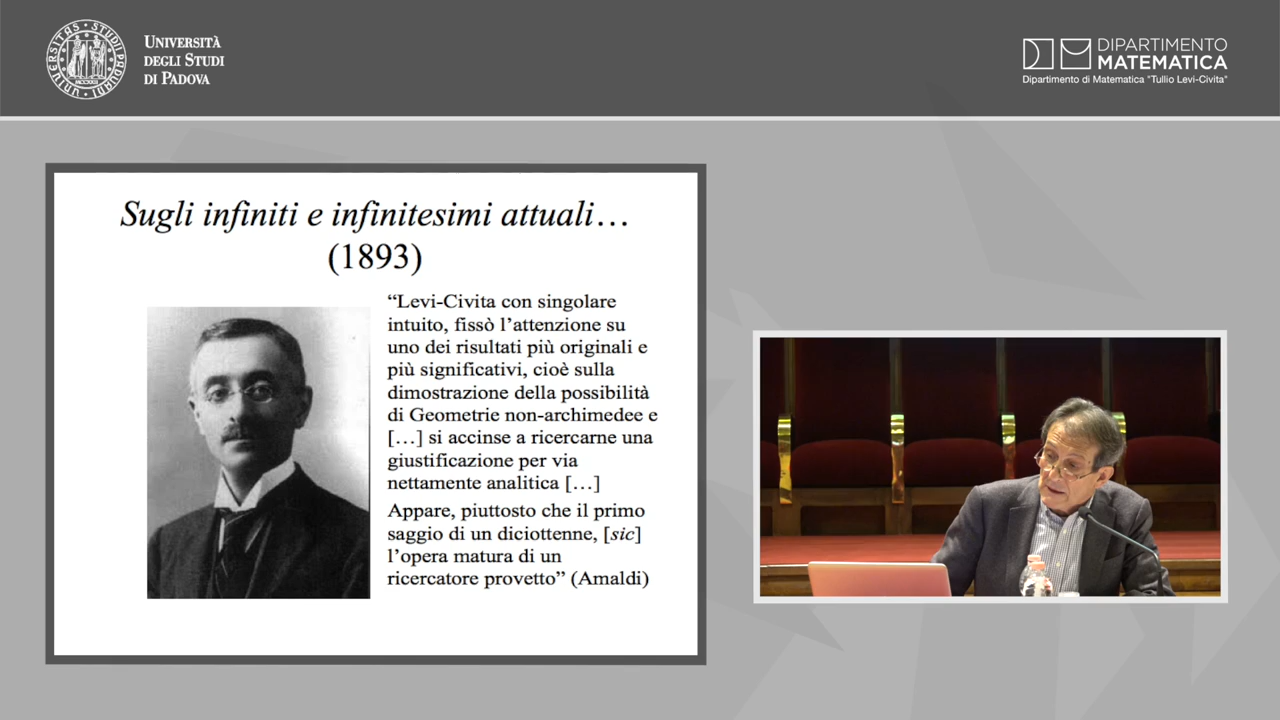 UNIVERSITÀ
DEGLI STUDI
DI PADOVA
DIPARTIMENTO
MATEMATICA
Dipartimento di Matematica "Tullio Levi-Civita"
Sugli infiniti e infinitesimi attuali…
(1893)
“Levi-Civita con singolare
intuito, fissò l’attenzione su
uno dei risultati più originali e
più significativi, cioè sulla
dimostrazione della possibilità
di Geometrie non-archimedee e
[…] si accinse a ricercarne una
giustificazione per via
nettamente analitica […]
Appare, piuttosto che il primo
saggio di un diciottenne, [sic]
l’opera matura di un
ricercatore provetto” (Amaldi)